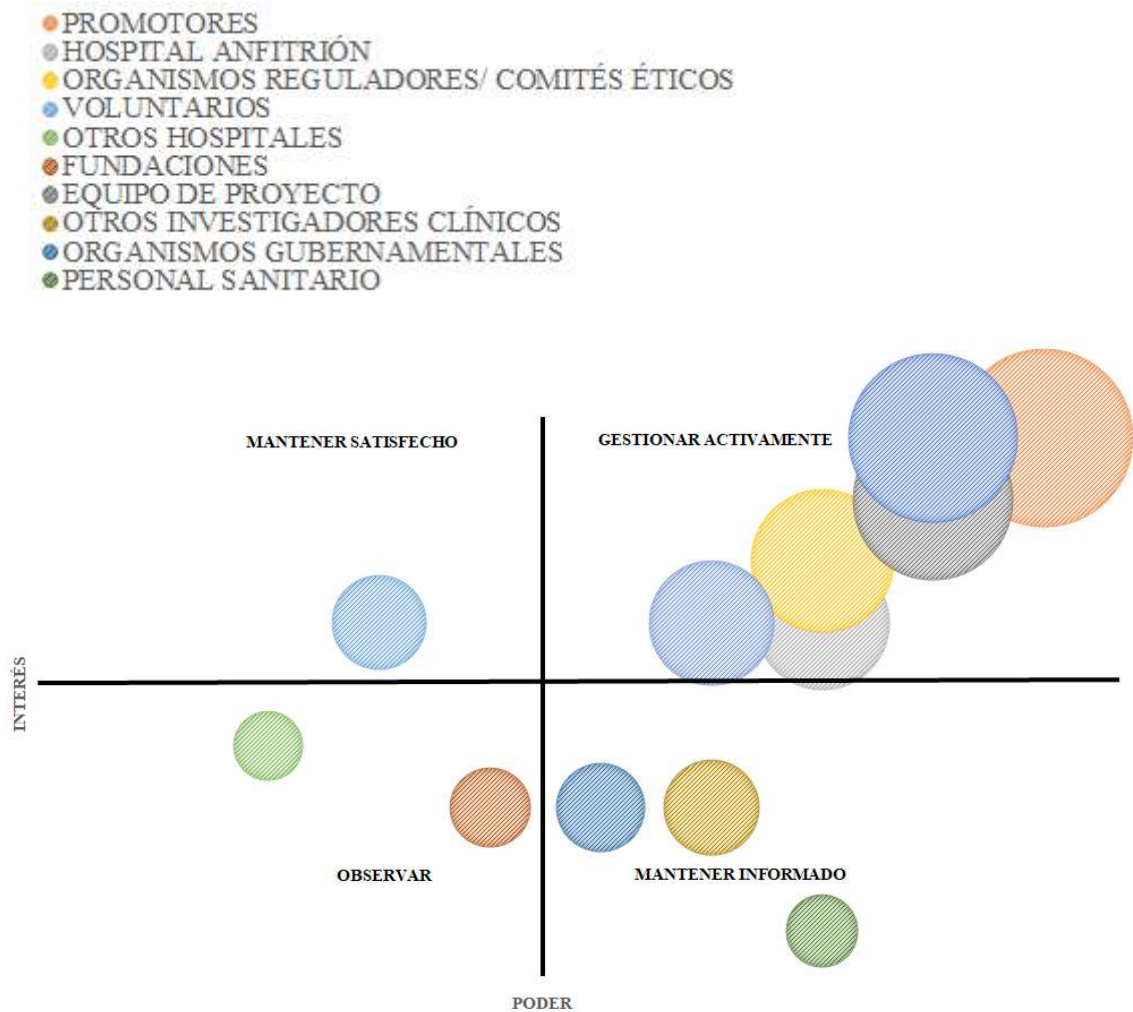 PROMOTORES
HOSPITAL ANFITRIÓN
ORGANISMOS REGULADORES/ COMITÉS ÉTICOS
VOLUNTARIOS
OTROS HOSPITALES
FUNDACIONES
EQUIPO DE PROYECTO
OTROS INVESTIGADORES CLÍNICOS
ORGANISMOS GUBERNAMENTALES
PERSONAL SANITARIO
MANTENER SATISFECHO
GESTIONAR ACTIVAMENTE
INTERÉS
OBSERVAR
MANTENER INFORMADO
PODER